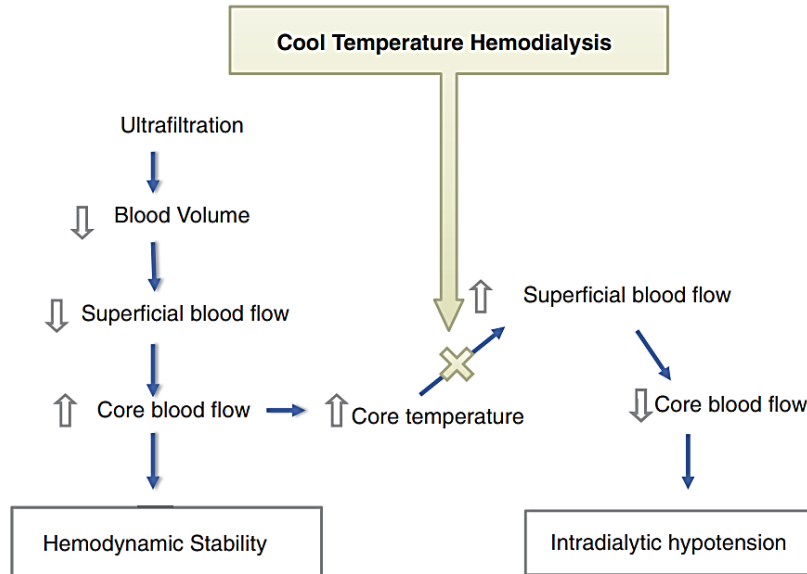 Cool Temperature Hemodialysis
Ultrafiltration
Blood Volume
Superficial blood flow
Core blood flow
Hemodynamic Stability
Core temperature
Superficial blood flow
Core blood flow
Intradialytic hypotension